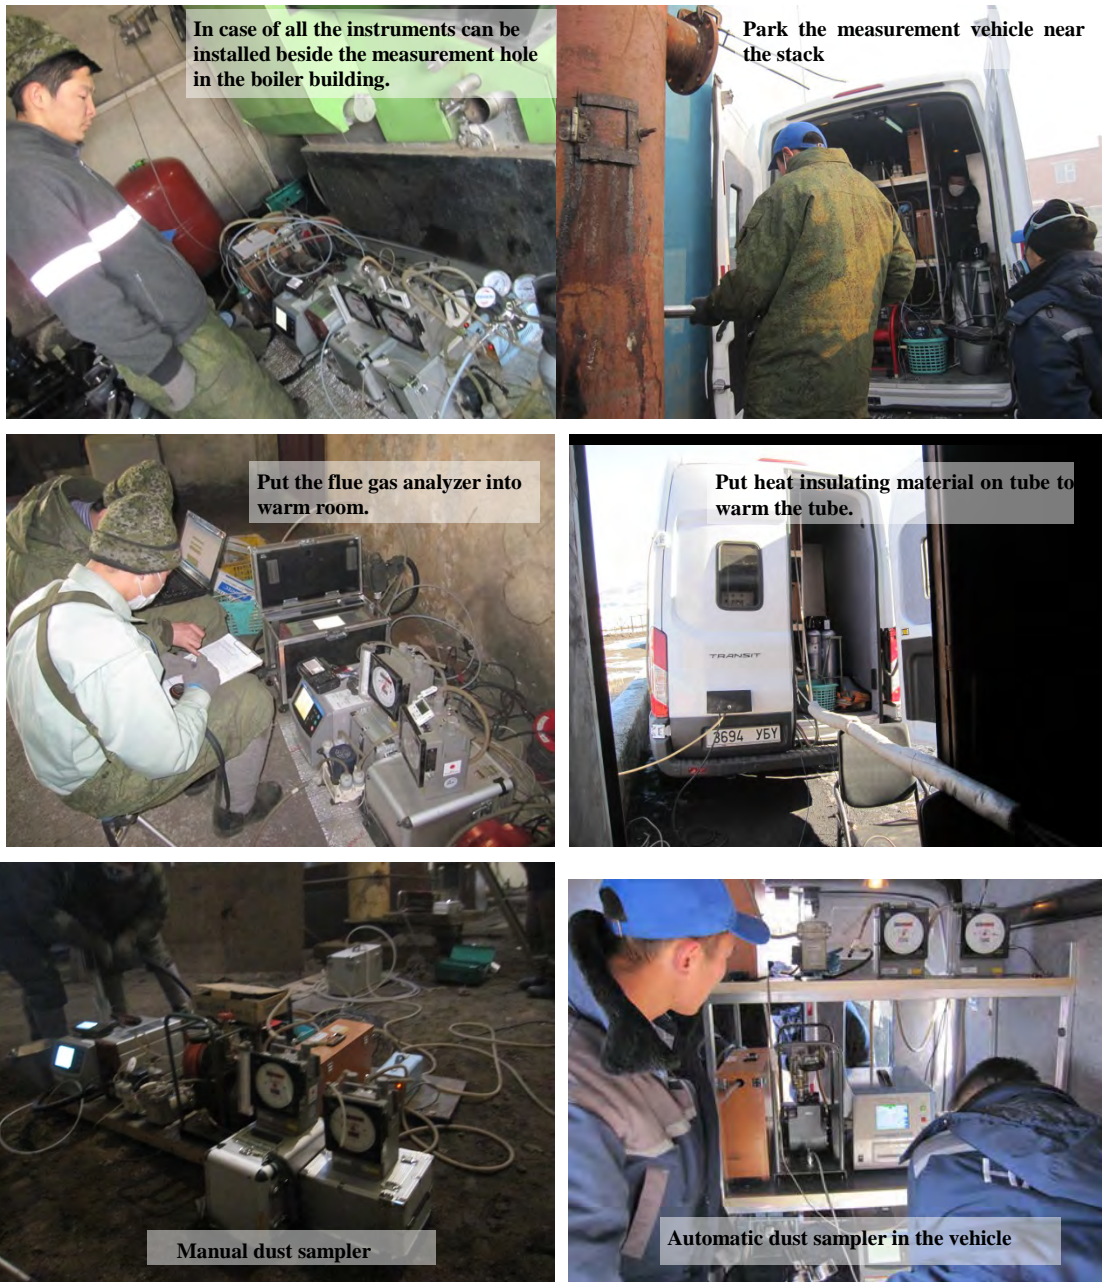 In case of all the instruments can be
installed beside the measurement hole
in the boiler building.
Park the measurement vehicle near
the stack
Put the flue gas analyzer into
warm room.
Put heat insulating material on tube to
warm the tube.
TRANSIT
3694 УБҮ
Manual dust sampler
Automatic dust sampler in the vehicle